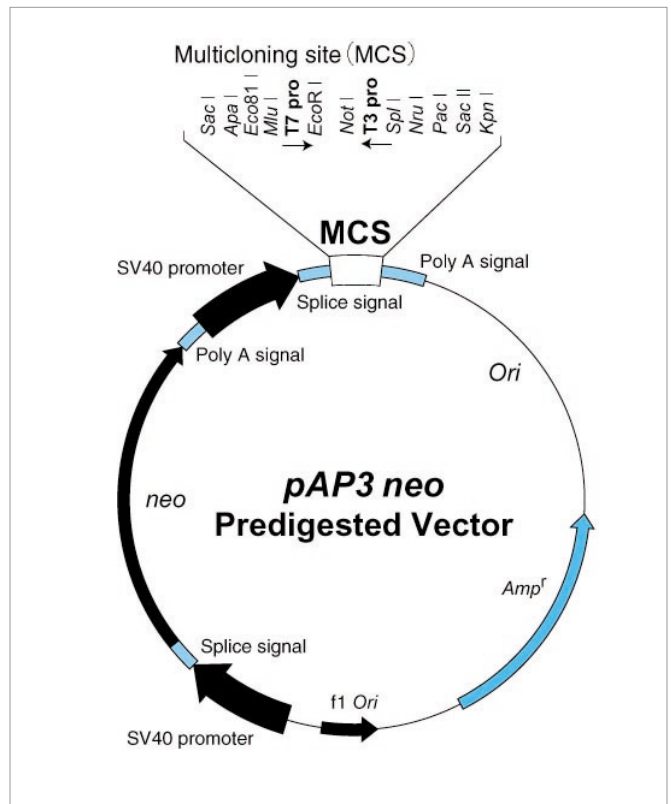 Multicloning site (MCS)
Sac I
Apa I
Eco81 I
Mlu I
T7 pro
EcoR I
Not I
T3 pro
Spl I
Nru I
Pac I
Sac II
Kpn I
MCS
SV40 promoter
Poly A signal
Splice signal
Poly A signal
Ori
neo
pAP3 neo
Predigested Vector
Ampr
Splice signal
f1 Ori
SV40 promoter